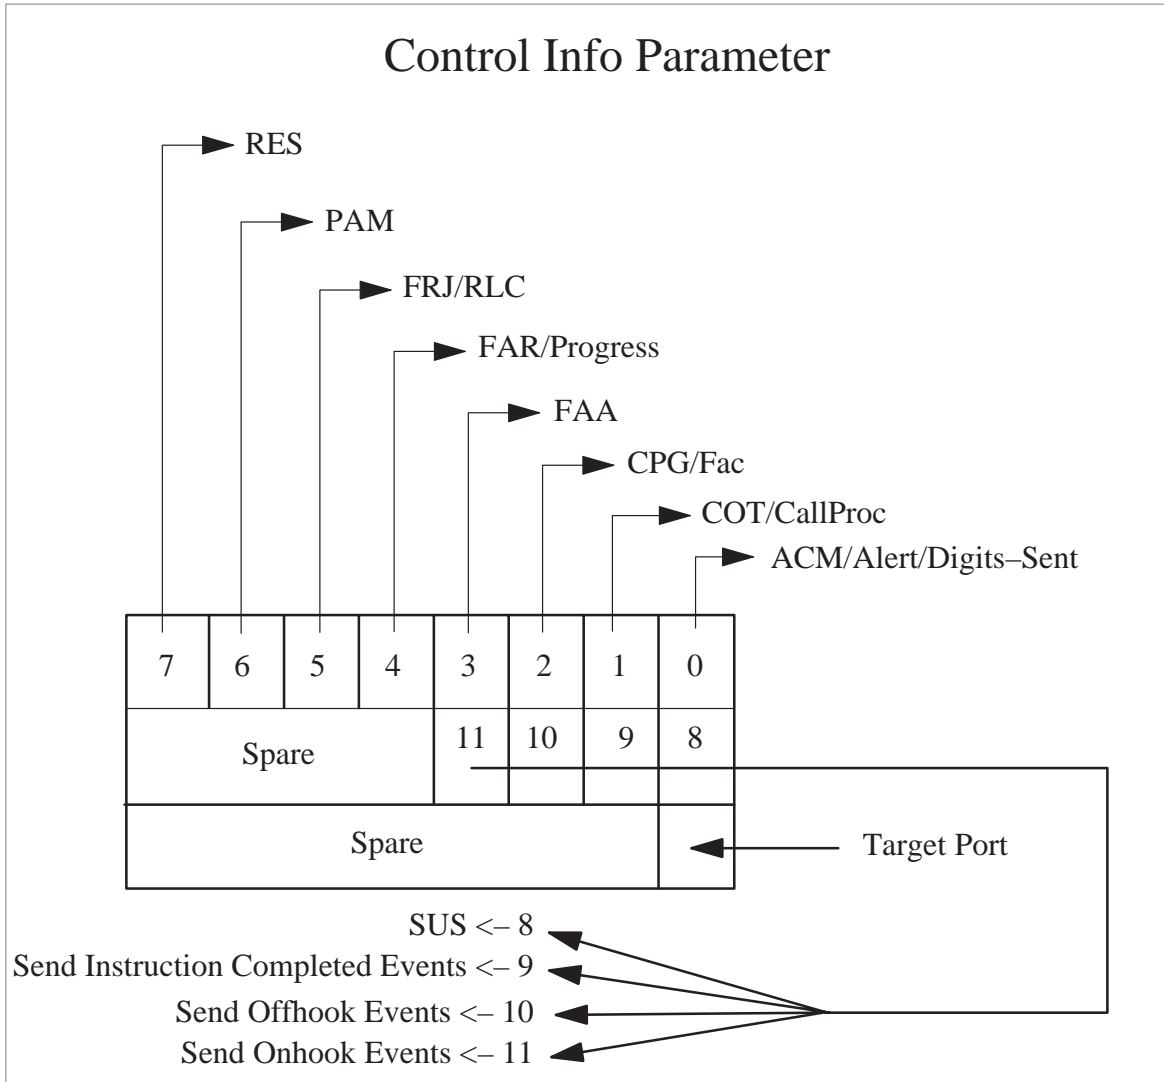 Control Info Parameter
RES
PAM
FRJ/RLC
FAR/Progress
FAA
CPG/Fac
COT/CallProc
ACM/Alert/Digits–Sent
7 6 5 4 3 2 1 0
Spare 11 10 9 8
Spare
Target Port
SUS <– 8
Send Instruction Completed Events <– 9
Send Offhook Events <– 10
Send Onhook Events <– 11